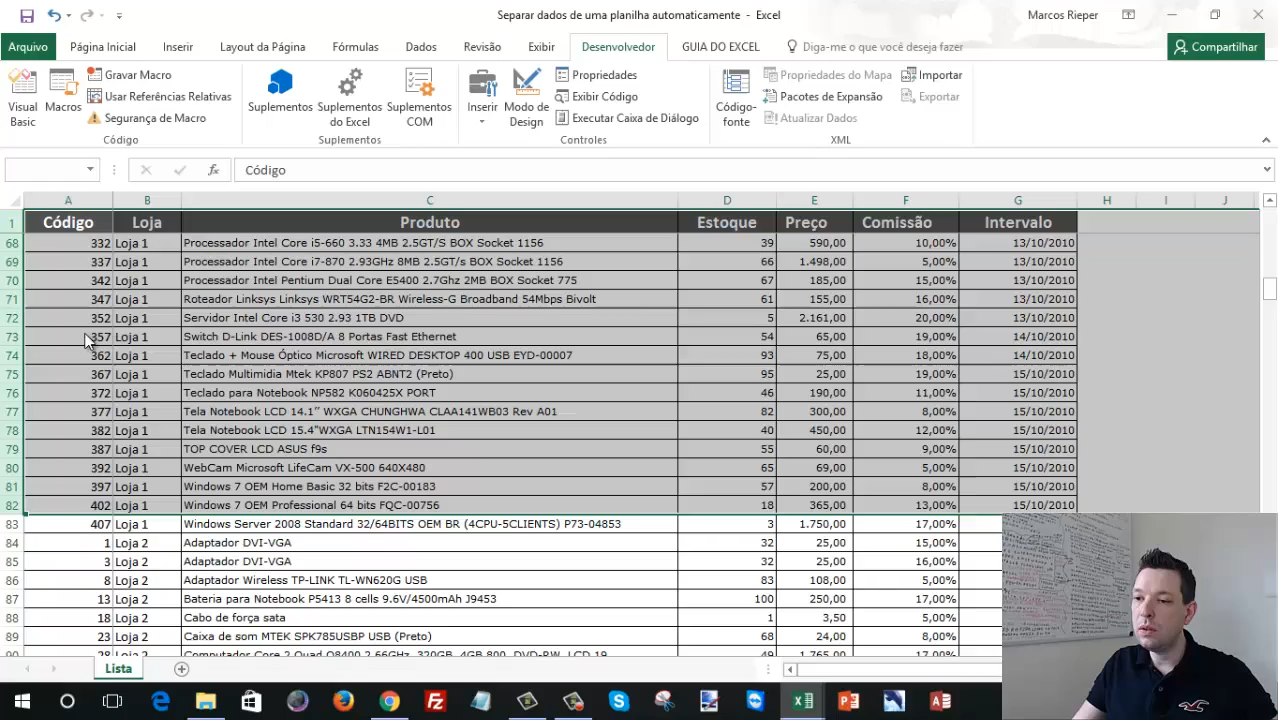 Separar dados de uma planilha automaticamente - Excel
Marcos Rieper
Arquivo
Página Inicial
Inserir
Layout da Página
Fórmulas
Dados
Revisão
Exibir
Desenvolvedor
GUIA DO EXCEL
Diga-me o que você deseja fazer
Compartilhar
Visual Basic
Macros
Gravar Macro
Usar Referências Relativas
Segurança de Macro
Código
Suplementos
Suplementos do Excel
Suplementos COM
Suplementos
Inserir
Modo de Design
Propriedades
Exibir Código
Executar Caixa de Diálogo
Controles
Código-fonte
Propriedades do Mapa
Pacotes de Expansão
Atualizar Dados
Importar
Exportar
XML
fx Código
A B C D E F G H I J
1 Código Loja Produto Estoque Preço Comissão Intervalo
68 332 Loja 1 Processador Intel Core i5-660 3.33 4MB 2.5GT/S BOX Socket 1156 39 590,00 10,00% 13/10/2010
69 337 Loja 1 Processador Intel Core i7-870 2.93GHz 8MB 2.5GT/s BOX Socket 1156 66 1.498,00 5,00% 13/10/2010
70 342 Loja 1 Processador Intel Pentium Dual Core E5400 2.7Ghz 2MB BOX Socket 775 67 185,00 15,00% 13/10/2010
71 347 Loja 1 Roteador Linksys Linksys WRT54G2-BR Wireless-G Broadband 54Mbps Bivolt 61 155,00 16,00% 13/10/2010
72 352 Loja 1 Servidor Intel Core i3 530 2.93 1TB DVD 5 2.161,00 20,00% 13/10/2010
73 357 Loja 1 Switch D-Link DES-1008D/A 8 Portas Fast Ethernet 54 65,00 19,00% 14/10/2010
74 362 Loja 1 Teclado + Mouse Óptico Microsoft WIRED DESKTOP 400 USB EYD-00007 93 75,00 18,00% 15/10/2010
75 367 Loja 1 Teclado Multimidia Mtek KP807 PS2 ABNT2 (Preto) 95 25,00 19,00% 15/10/2010
76 372 Loja 1 Teclado para Notebook NP582 K060425X PORT 46 190,00 11,00% 15/10/2010
77 377 Loja 1 Tela Notebook LCD 14.1” WXGA CHUNGHWA CLAA141WB03 Rev A01 82 300,00 8,00% 15/10/2010
78 382 Loja 1 Tela Notebook LCD 15.4"WXGA LTN154W1-L01 40 450,00 12,00% 15/10/2010
79 387 Loja 1 TOP COVER LCD ASUS f9s 55 60,00 9,00% 15/10/2010
80 392 Loja 1 WebCam Microsoft LifeCam VX-500 640X480 65 69,00 5,00% 15/10/2010
81 397 Loja 1 Windows 7 OEM Home Basic 32 bits F2C-00183 57 200,00 8,00% 15/10/2010
82 402 Loja 1 Windows 7 OEM Professional 64 bits FQC-00756 18 365,00 13,00% 15/10/2010
83 407 Loja 1 Windows Server 2008 Standard 32/64BITS OEM BR (4CPU-5CLIENTS) P73-04853 3 1.750,00 17,00%
84 1 Loja 2 Adaptador DVI-VGA 32 25,00 15,00%
85 3 Loja 2 Adaptador DVI-VGA 32 25,00 16,00%
86 8 Loja 2 Adaptador Wireless TP-LINK TL-WN620G USB 83 108,00 5,00%
87 13 Loja 2 Bateria para Notebook P5413 8 cells 9.6V/4500mAh J9453 100 250,00 17,00%
88 18 Loja 2 Cabo de força sata 1 3,50 5,00%
89 23 Loja 2 Caixa de som MTEK SPK785USBP USB (Preto) 68 24,00 8,00%
90 28 Loja 2 Computador Core 2 Quad Q8400 2.66GHz, 320GB, 4GB 800, DVD-RW, LCD 19 49 1.765,00 17,00%
Lista